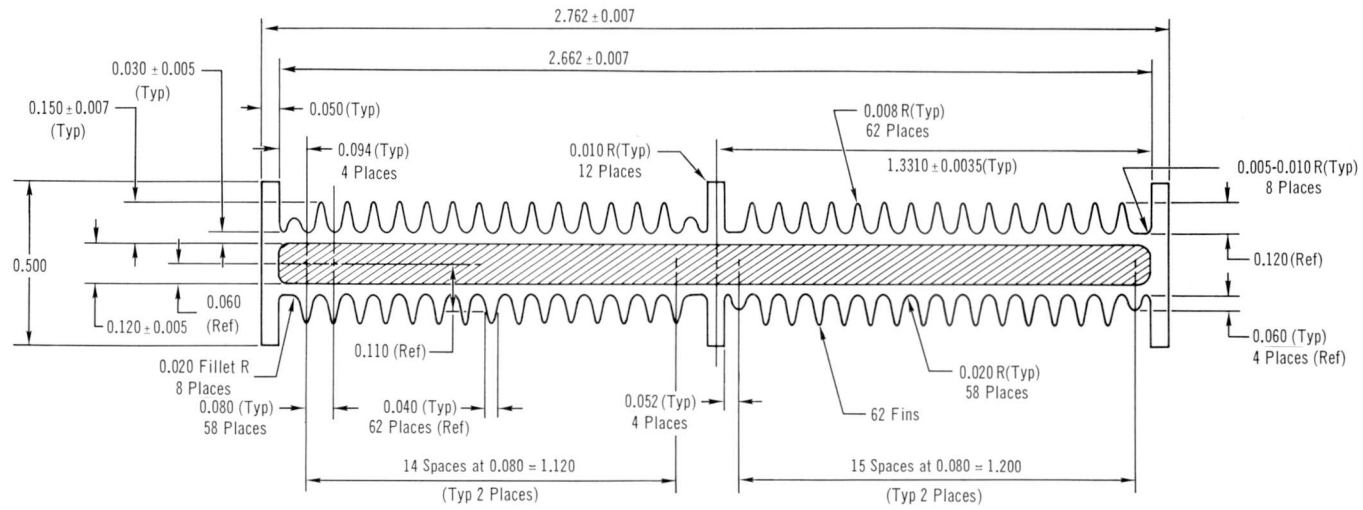 2.762 ± 0.007
2.662 ± 0.007
0.030 ± 0.005
(Typ)
0.150 ± 0.007
(Typ)
0.050 (Typ)
0.094 (Typ)
4 Places
0.010 R (Typ)
12 Places
0.008 R (Typ)
62 Places
1.3310 ± 0.0035 (Typ)
0.005-0.010 R (Typ)
8 Places
0.500
0.120 (Ref)
0.060
(Ref)
0.120 ± 0.005
0.110 (Ref)
0.060 (Typ)
4 Places (Ref)
0.020 Fillet R
8 Places
0.080 (Typ)
58 Places
0.040 (Typ)
62 Places (Ref)
0.052 (Typ)
4 Places
0.020 R (Typ)
58 Places
62 Fins
14 Spaces at 0.080 = 1.120
(Typ 2 Places)
15 Spaces at 0.080 = 1.200
(Typ 2 Places)